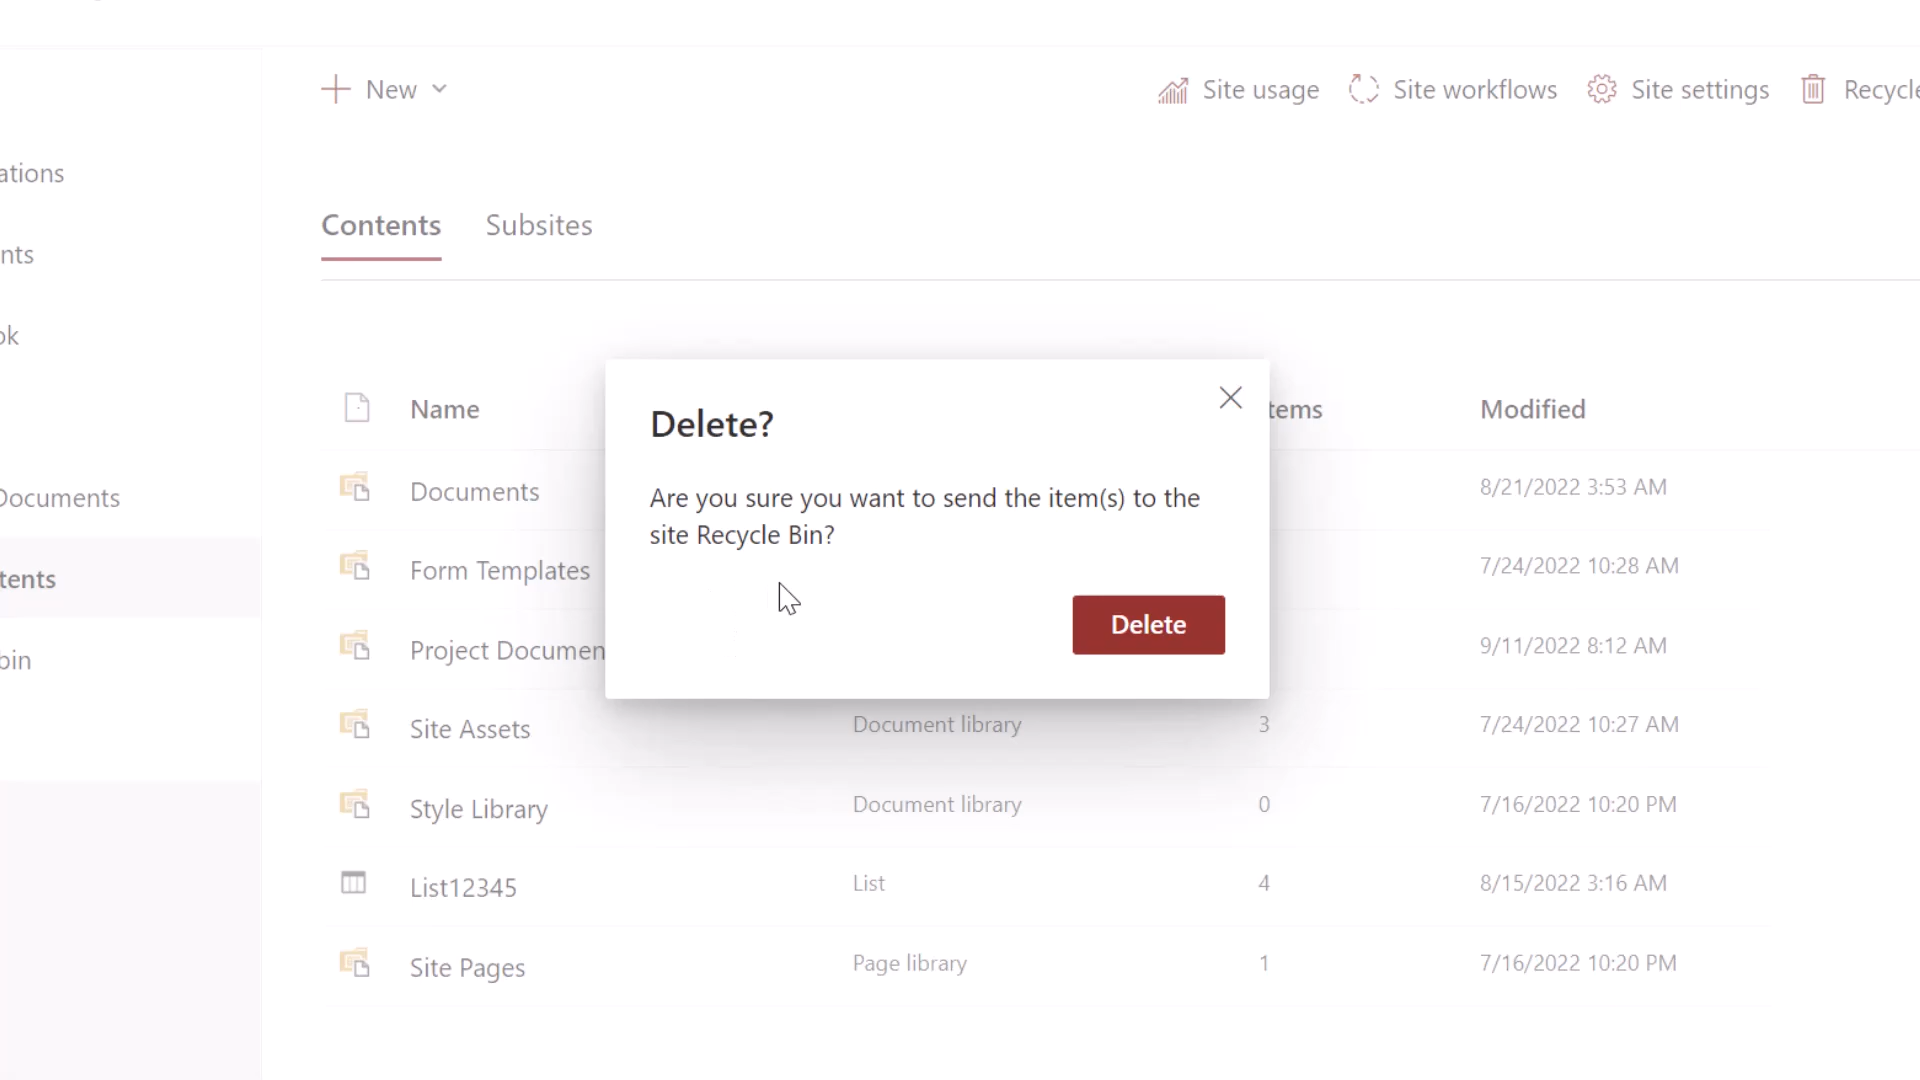 New
Site usage
Site workflows
Site settings
Recycle
ations
nts
ok
Documents
tents
bin
Contents
Subsites
Name
tems
Modified
Documents
8/21/2022 3:53 AM
Form Templates
7/24/2022 10:28 AM
Project Documen
9/11/2022 8:12 AM
Site Assets
Document library
3
7/24/2022 10:27 AM
Style Library
Document library
0
7/16/2022 10:20 PM
List12345
List
4
8/15/2022 3:16 AM
Site Pages
Page library
1
7/16/2022 10:20 PM
Delete?
Are you sure you want to send the item(s) to the
site Recycle Bin?
Delete